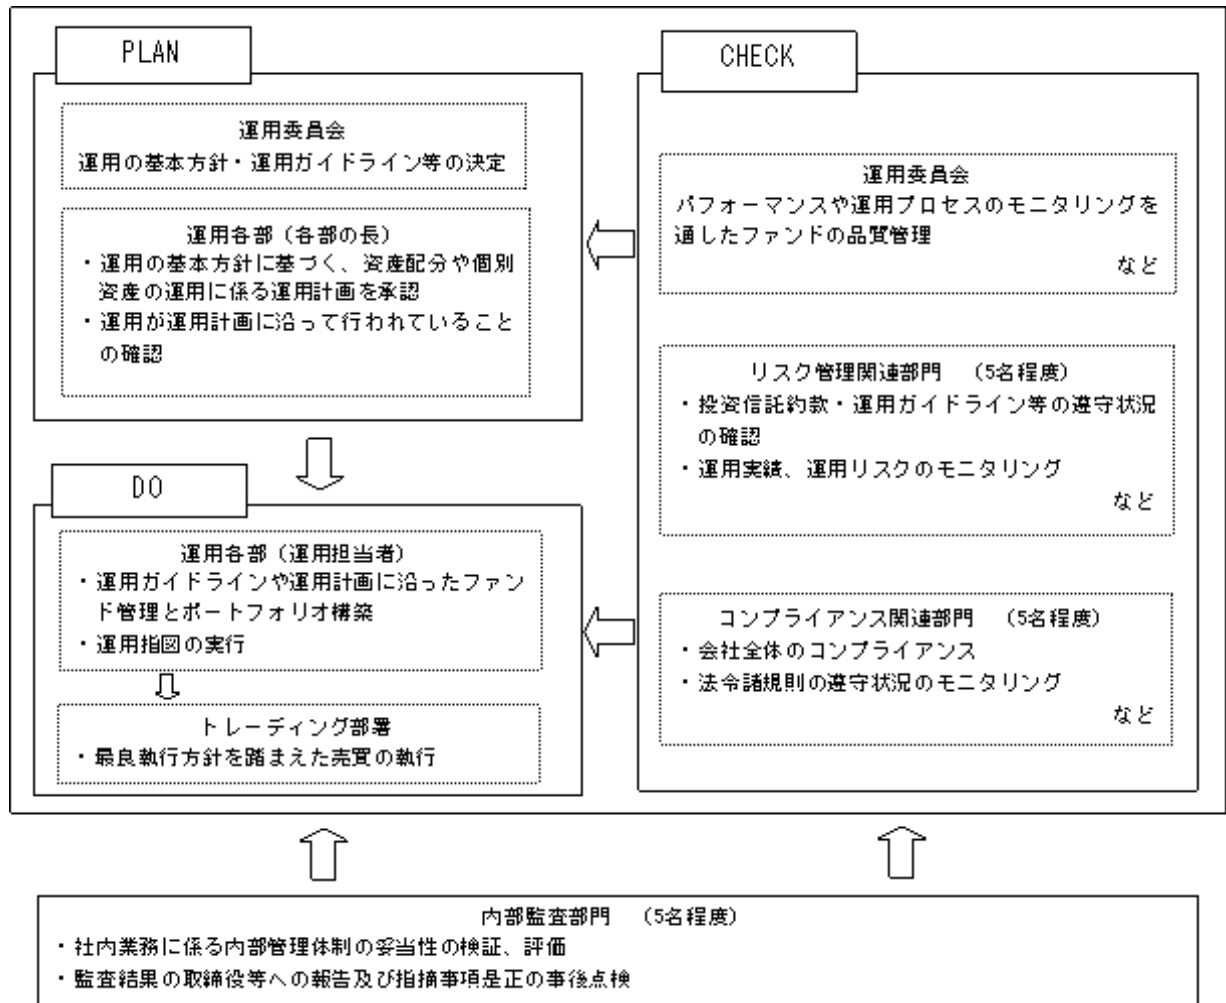 PLAN
運用委員会
運用の基本方針・運用ガイドライン等の決定
運用各部（各部の長）
・運用の基本方針に基づく、資産配分や個別
資産の運用に係る運用計画を承認
・運用が運用計画に沿って行われていること
の確認
DO
運用各部（運用担当者）
・運用ガイドラインや運用計画に沿ったファン
ド管理とポートフォリオ構築
・運用指図の実行
トレーディング部署
・最良執行方針を踏まえた売買の執行
CHECK
運用委員会
パフォーマンスや運用プロセスのモニタリングを
通したファンドの品質管理
など
リスク管理関連部門　（5名程度）
・投資信託約款・運用ガイドライン等の遵守状況
の確認
・運用実績、運用リスクのモニタリング
など
コンプライアンス関連部門　（5名程度）
・会社全体のコンプライアンス
・法令諸規則の遵守状況のモニタリング
など
内部監査部門　（5名程度）
・社内業務に係る内部管理体制の妥当性の検証、評価
・監査結果の取締役等への報告及び指摘事項是正の事後点検